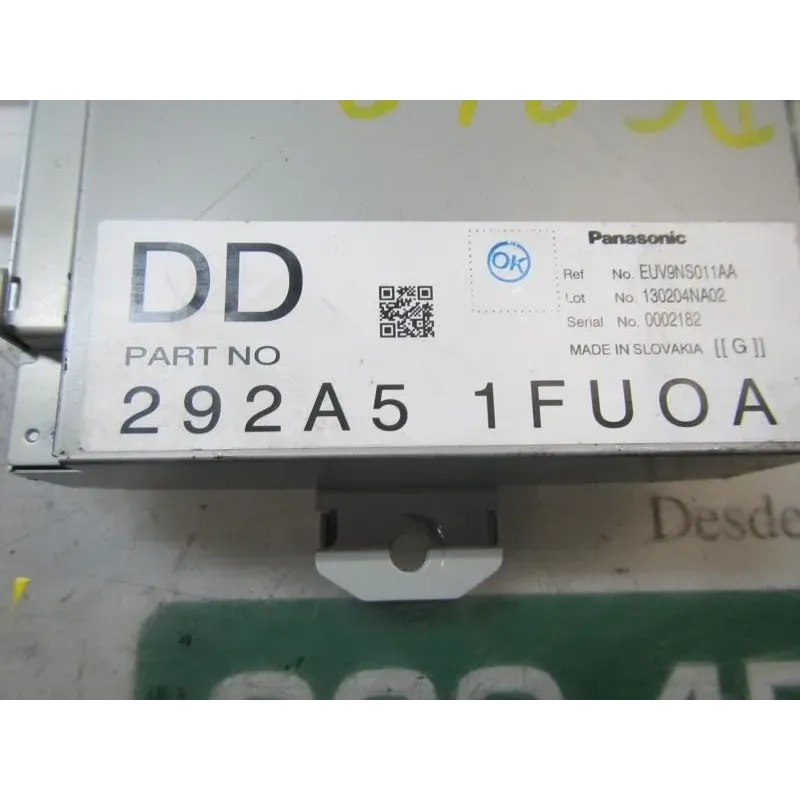 DD
OK
Panasonic
Ref No. EUV9NS011AA
Lot No. 130204NA02
Serial No. 0002182
PART NO
MADE IN SLOVAKIA [[ G ]]
292A5 1FU0A
Desde